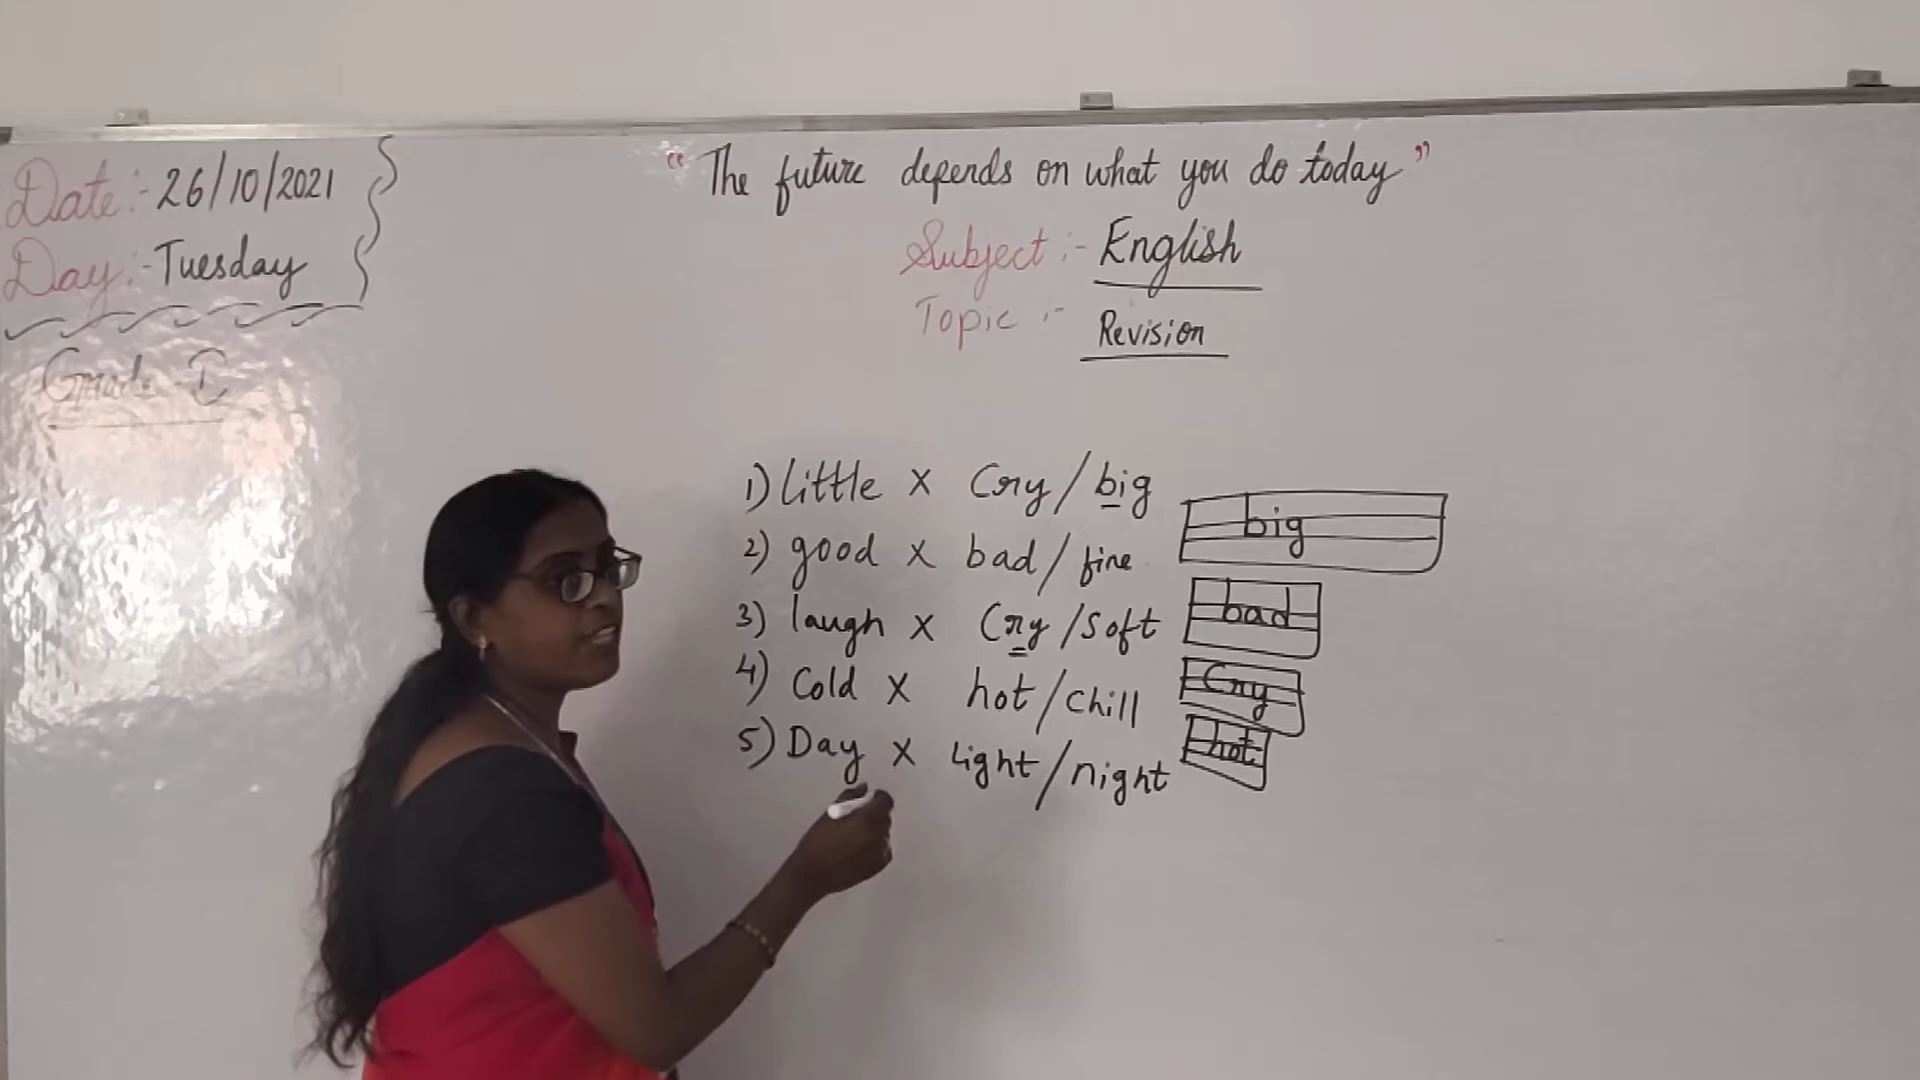 Date:- 26/10/2021
Day:- Tuesday
Grade - I
"The future depends on what you do today"
Subject:- English
Topic:- Revision
1) little x Cry/big
big
2) good x bad/fine
bad
3) laugh x Cry/Soft
Cry
4) Cold x hot/Chill
hot
5) Day x Light/night